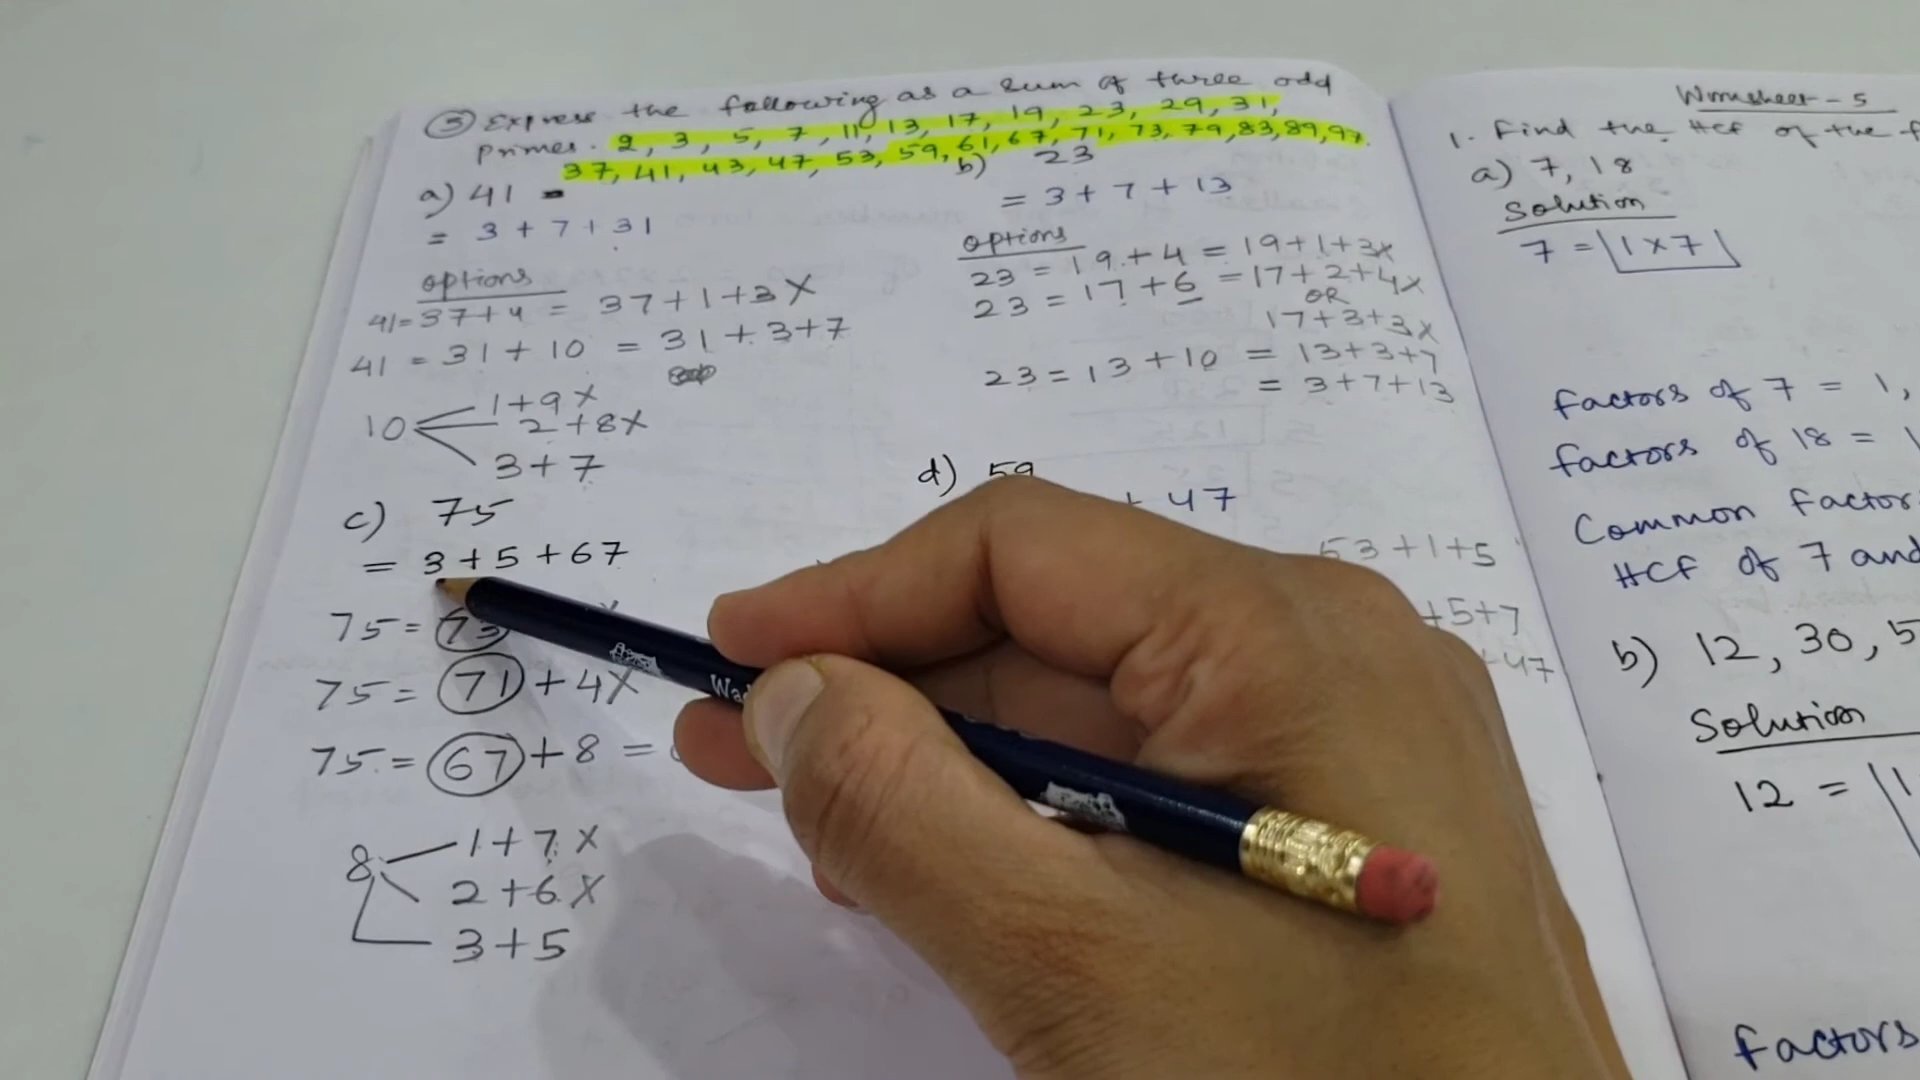 ③ Express the following as a sum of three odd
primes. 2, 3, 5, 7, 11, 13, 17, 19, 23, 29, 31,
37, 41, 43, 47, 53, 59, 61, 67, 71, 73, 79, 83, 89, 97.
a) 41 -
= 3 + 7 + 31
options
41 = 37 + 4 = 37 + 1 + 3 X
41 = 31 + 10 = 31 + 3 + 7
10
1 + 9 X
2 + 8 X
3 + 7
b) 23
= 3 + 7 + 13
options
23 = 19 + 4 = 19 + 1 + 3 X
23 = 17 + 6 = 17 + 2 + 4 X
OR
17 + 3 + 3 X
23 = 13 + 10 = 13 + 3 + 7
= 3 + 7 + 13
c) 75
= 3 + 5 + 67
75 = 73
75 = 71 + 4 X
75 = 67 + 8 =
8
1 + 7 X
2 + 6 X
3 + 5
d) 59
+ 47
53 + 1 + 5
+ 5 + 7
+ 47
Worksheet - 5
1. Find the HCF of the
a) 7, 18
Solution
7 = 1 x 7
Factors of 7 = 1,
Factors of 18 =
Common Factor
HCF of 7 and
b) 12, 30, 5
Solution
12 = 1
Factors